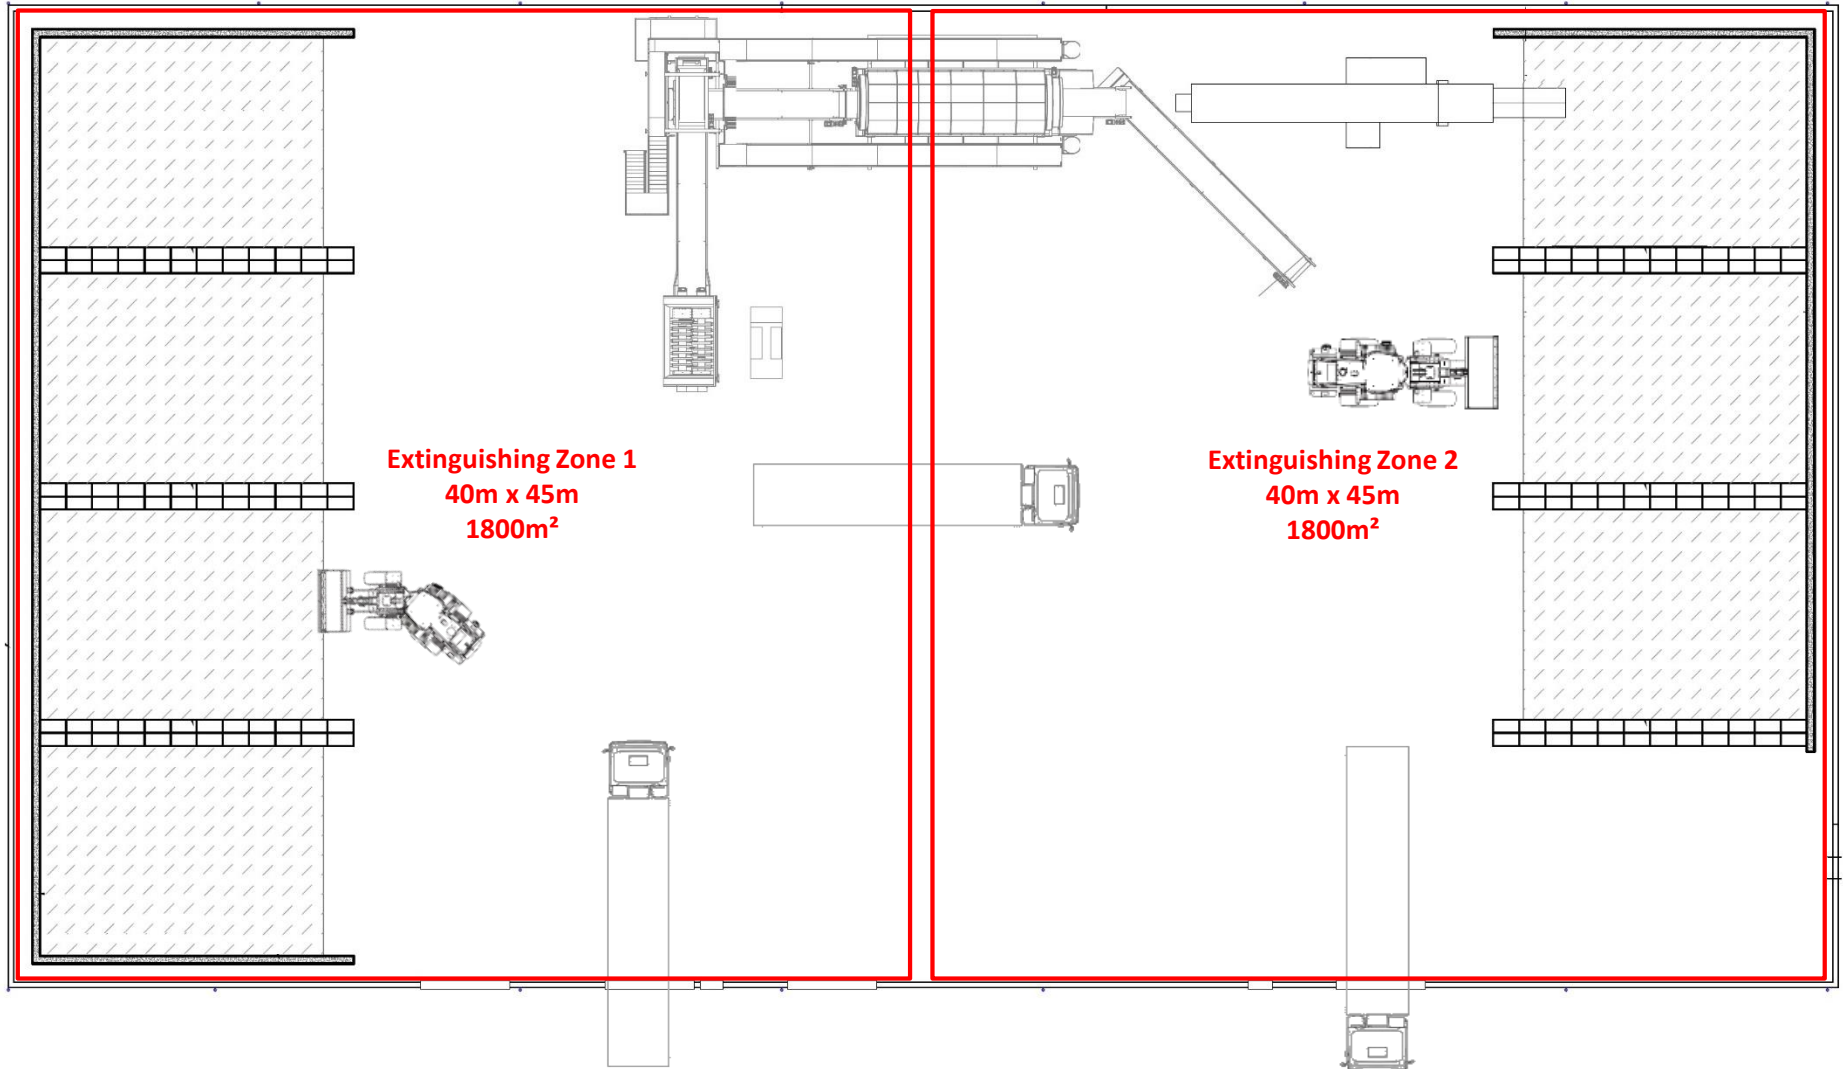 Extinguishing Zone 1
40m x 45m
1800m²
Extinguishing Zone 2
40m x 45m
1800m²